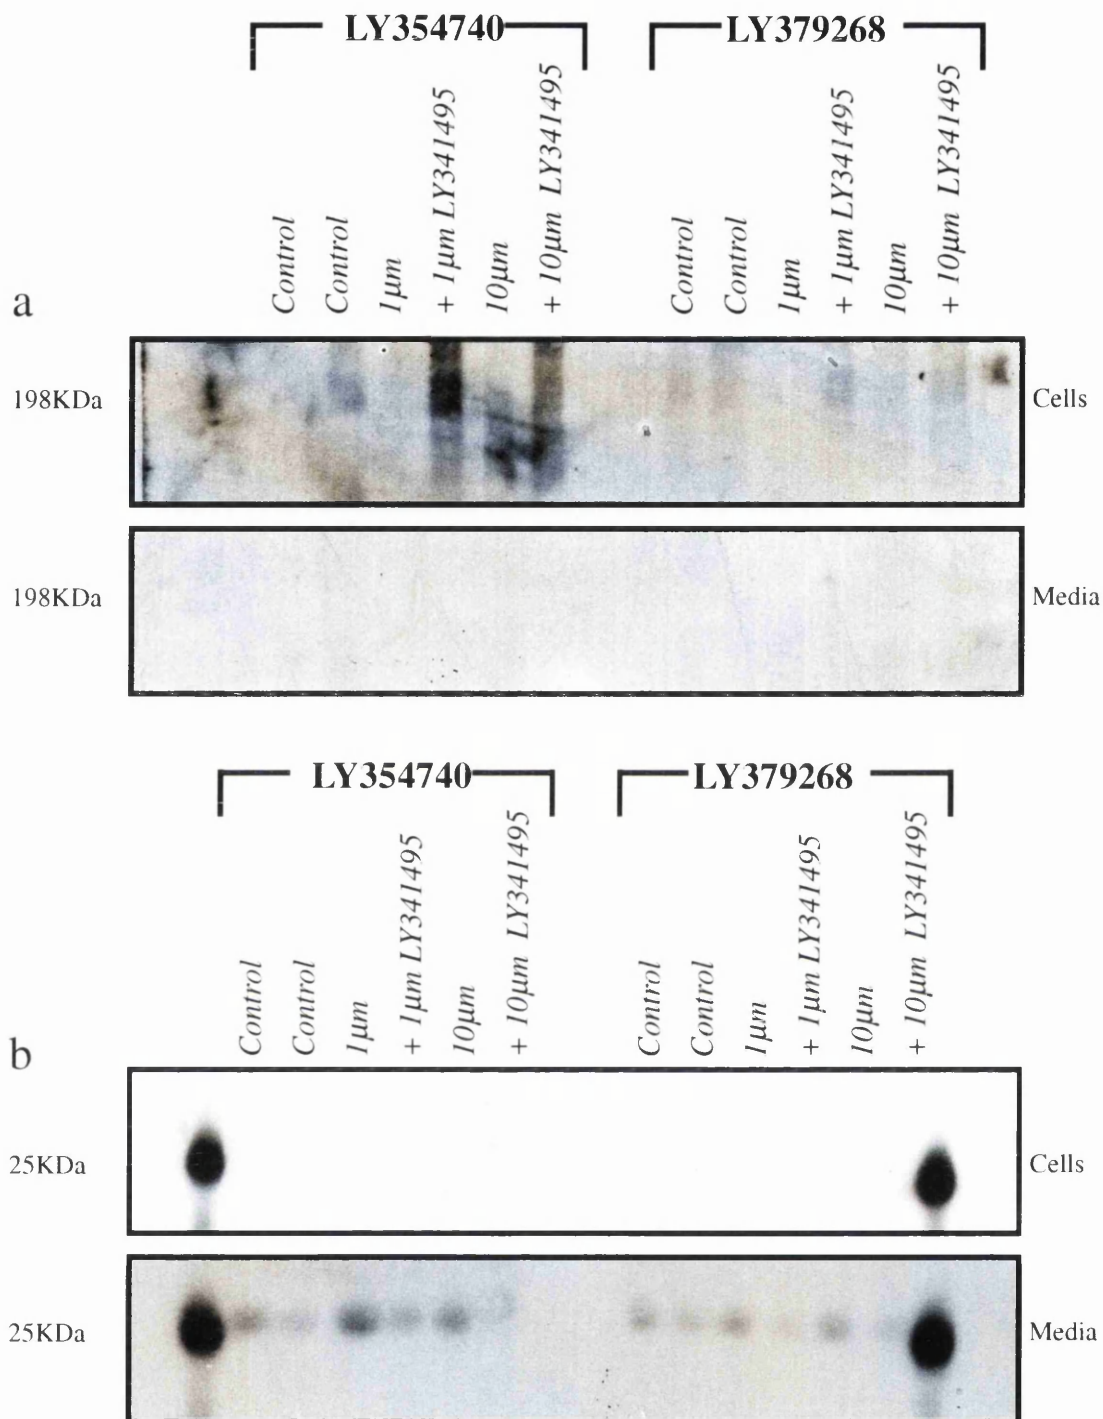 LY354740 LY379268
Control Control 1μm + 1μm LY341495 10μm + 10μm LY341495 Control Control 1μm + 1μm LY341495 10μm + 10μm LY341495
a
198KDa Cells
198KDa Media
LY354740 LY379268
Control Control 1μm + 1μm LY341495 10μm + 10μm LY341495 Control Control 1μm + 1μm LY341495 10μm + 10μm LY341495
b
25KDa Cells
25KDa Media